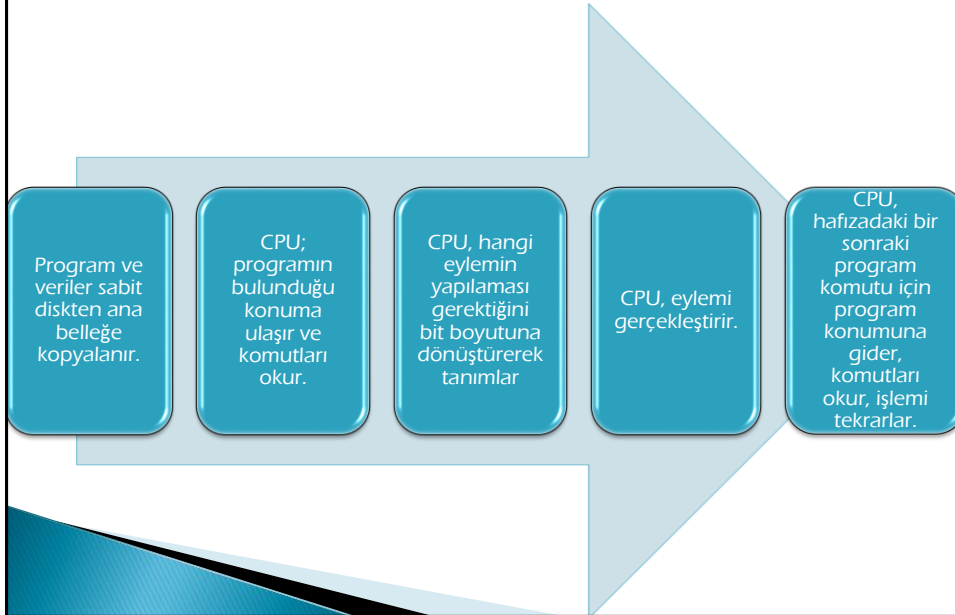 Program ve
veriler sabit
diskten ana
belleğe
kopyalanır.
CPU;
programın
bulunduğu
konuma
ulaşır ve
komutları
okur.
CPU, hangi
eylemin
yapılaması
gerektiğini
bit boyutuna
dönüştürerek
tanımlar
CPU, eylemi
gerçekleştirir.
CPU,
hafızadaki bir
sonraki
program
komutu için
program
konumuna
gider,
komutları
okur, işlemi
tekrarlar.